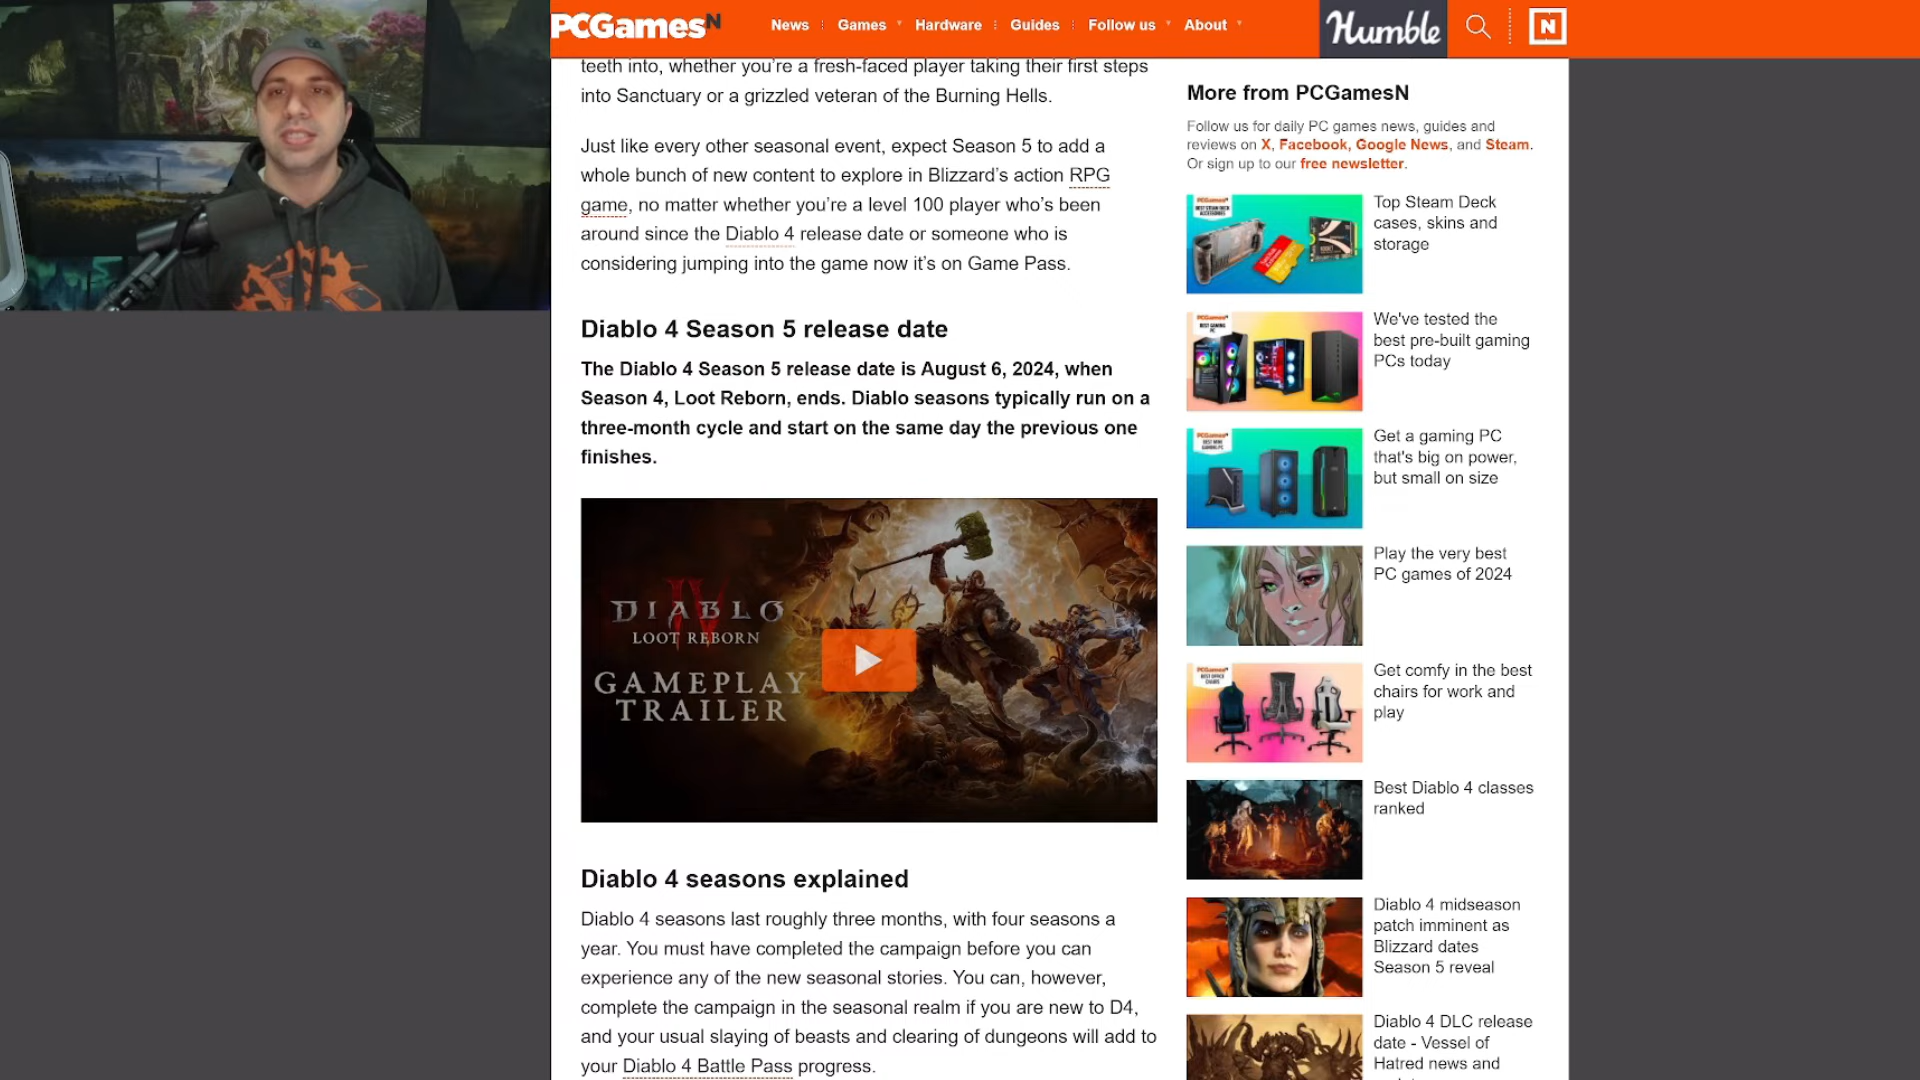 PCGamesN
News
Games
Hardware
Guides
Follow us
About
Humble
N
teeth into, whether you’re a fresh-faced player taking their first steps
into Sanctuary or a grizzled veteran of the Burning Hells.
Just like every other seasonal event, expect Season 5 to add a
whole bunch of new content to explore in Blizzard’s action RPG
game, no matter whether you’re a level 100 player who’s been
around since the Diablo 4 release date or someone who is
considering jumping into the game now it’s on Game Pass.
Diablo 4 Season 5 release date
The Diablo 4 Season 5 release date is August 6, 2024, when
Season 4, Loot Reborn, ends. Diablo seasons typically run on a
three-month cycle and start on the same day the previous one
finishes.
DIABLO
IV
LOOT REBORN
GAMEPLAY
TRAILER
Diablo 4 seasons explained
Diablo 4 seasons last roughly three months, with four seasons a
year. You must have completed the campaign before you can
experience any of the new seasonal stories. You can, however,
complete the campaign in the seasonal realm if you are new to D4,
and your usual slaying of beasts and clearing of dungeons will add to
your Diablo 4 Battle Pass progress.
More from PCGamesN
Follow us for daily PC games news, guides and
reviews on X, Facebook, Google News, and Steam.
Or sign up to our free newsletter.
Top Steam Deck
cases, skins and
storage
We've tested the
best pre-built gaming
PCs today
Get a gaming PC
that's big on power,
but small on size
Play the very best
PC games of 2024
Get comfy in the best
chairs for work and
play
Best Diablo 4 classes
ranked
Diablo 4 midseason
patch imminent as
Blizzard dates
Season 5 reveal
Diablo 4 DLC release
date - Vessel of
Hatred news and